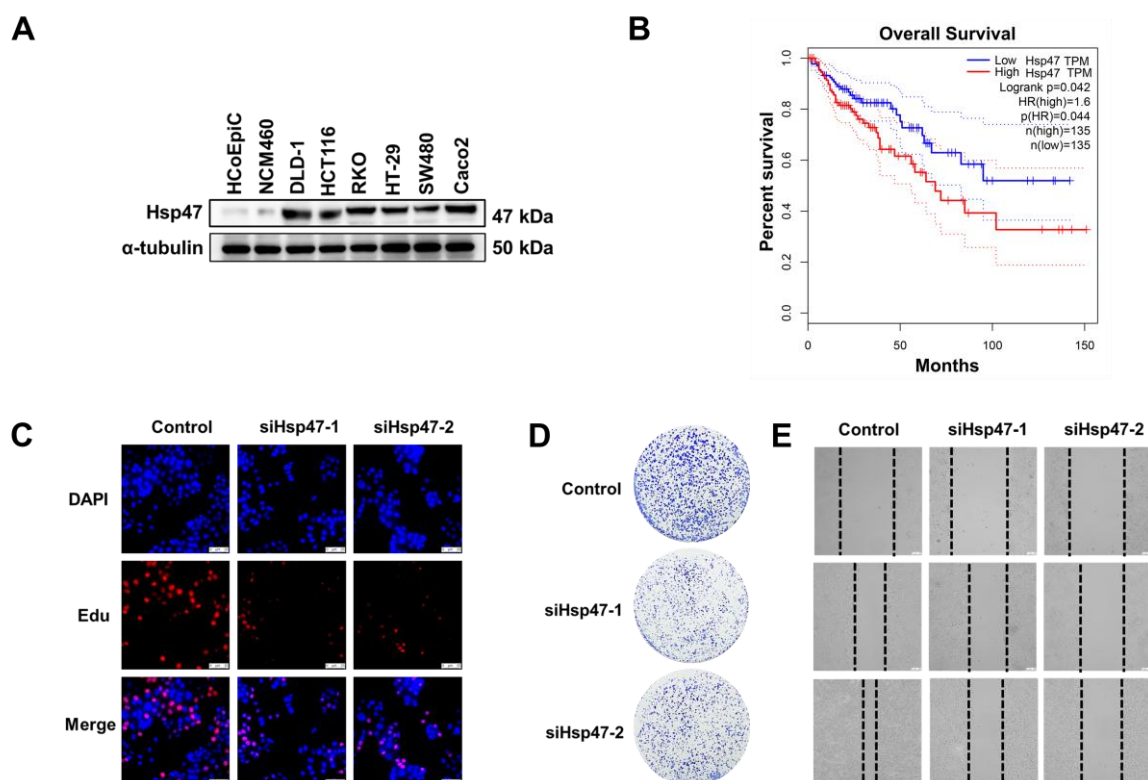 A
HCoEpiC
NCM460
DLD-1
HCT116
RKO
HT-29
SW480
Caco2
Hsp47
47 kDa
α-tubulin
50 kDa
B
Overall Survival
Low Hsp47 TPM
High Hsp47 TPM
Logrank p=0.042
HR(high)=1.6
p(HR)=0.044
n(high)=135
n(low)=135
Percent survival
1.0
0.8
0.6
0.4
0.2
0.0
0 50 100 150
Months
C
Control siHsp47-1 siHsp47-2
DAPI
Edu
Merge
D
Control
siHsp47-1
siHsp47-2
E
Control siHsp47-1 siHsp47-2